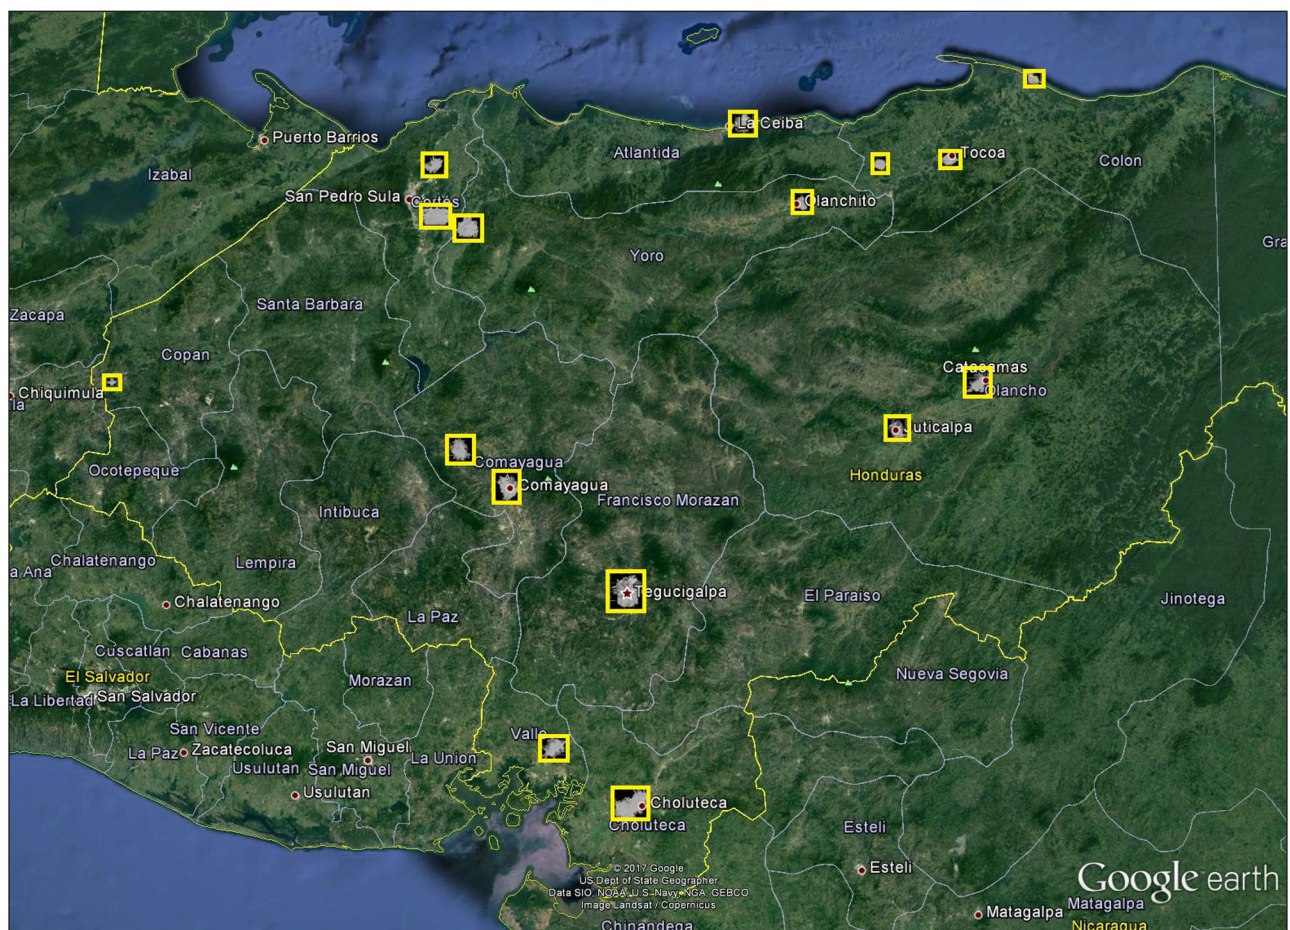 Puerto Barrios
La Ceiba
Atlantida
Tocoa
Colon
Izabal
San Pedro Sula
Cortés
Olanchito
Gra
Yoro
Santa Barbara
Zacapa
Copan
Catacamas
Chiquimula
la
Olancho
Juticalpa
Comayagua
Ocotepeque
Honduras
Comayagua
Francisco Morazan
Intibuca
Chalatenango
Lempira
a Ana
Tegucigalpa
El Paraiso
Jinotega
Chalatenango
La Paz
Cuscatlan
Cabanas
El Salvador
Morazan
Nueva Segovia
La Libertad
San Salvador
San Vicente
Valle
La Paz
Zacatecoluca
San Miguel
La Union
Usulutan
San Miguel
Usulutan
Choluteca
Choluteca
Esteli
Esteli
© 2017 Google
US Dept of State Geographer
Data SIO, NOAA, U.S. Navy, NGA, GEBCO
Image Landsat / Copernicus
Google earth
Matagalpa
Matagalpa
Chinandega
Nicaragua